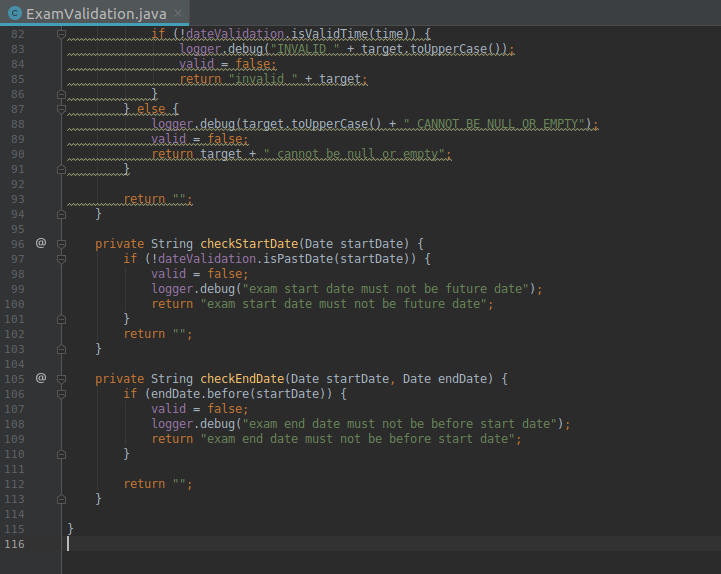 ExamValidation.java
82 if (!dateValidation.isValidTime(time)) {
83 logger.debug("INVALID " + target.toUpperCase());
84 valid = false;
85 return "invalid " + target;
86 }
87 } else {
88 logger.debug(target.toUpperCase() + " CANNOT BE NULL OR EMPTY");
89 valid = false;
90 return target + " cannot be null or empty";
91 }
92
93 return "";
94 }
95
96 @ private String checkStartDate(Date startDate) {
97 if (!dateValidation.isPastDate(startDate)) {
98 valid = false;
99 logger.debug("exam start date must not be future date");
100 return "exam start date must not be future date";
101 }
102 return "";
103 }
104
105 @ private String checkEndDate(Date startDate, Date endDate) {
106 if (endDate.before(startDate)) {
107 valid = false;
108 logger.debug("exam end date must not be before start date");
109 return "exam end date must not be before start date";
110 }
111
112 return "";
113 }
114
115 }
116